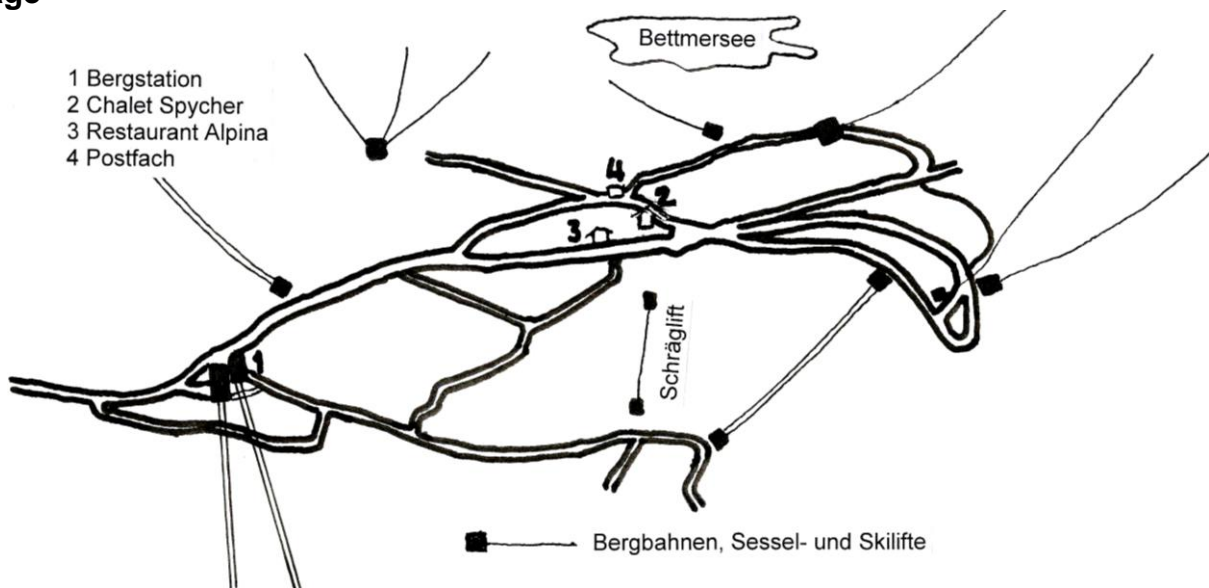 Bettmersee
1 Bergstation
2 Chalet Spycher
3 Restaurant Alpina
4 Postfach
4
2
3
1
Schräglift
Bergbahnen, Sessel- und Skilifte